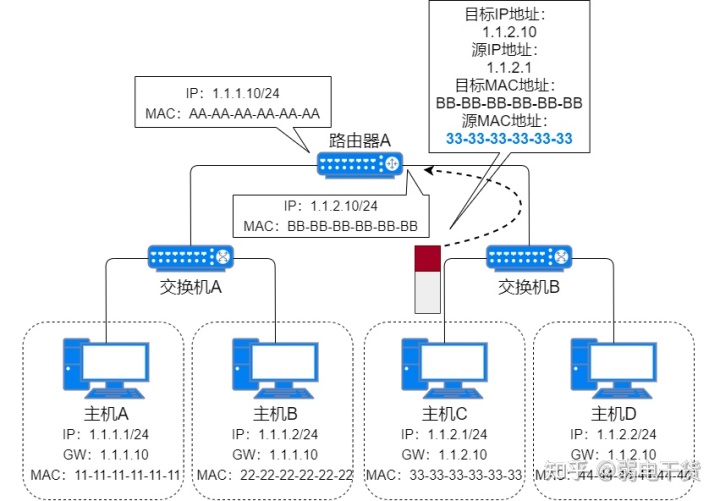 目标IP地址:
1.1.2.10
源IP地址:
1.1.2.1
目标MAC地址:
BB-BB-BB-BB-BB-BB
源MAC地址:
33-33-33-33-33-33
IP: 1.1.1.10/24
MAC: AA-AA-AA-AA-AA-AA
路由器A
IP: 1.1.2.10/24
MAC: BB-BB-BB-BB-BB-BB
交换机A
交换机B
主机A
IP: 1.1.1.1/24
GW: 1.1.1.10
MAC: 11-11-11-11-11-11
主机B
IP: 1.1.1.2/24
GW: 1.1.1.10
MAC: 22-22-22-22-22-22
主机C
IP: 1.1.2.1/24
GW: 1.1.2.10
MAC: 33-33-33-33-33-33
主机D
IP: 1.1.2.2/24
GW: 1.1.2.10
MAC: 44-44-44-44-44-44
知乎 @弱电干货